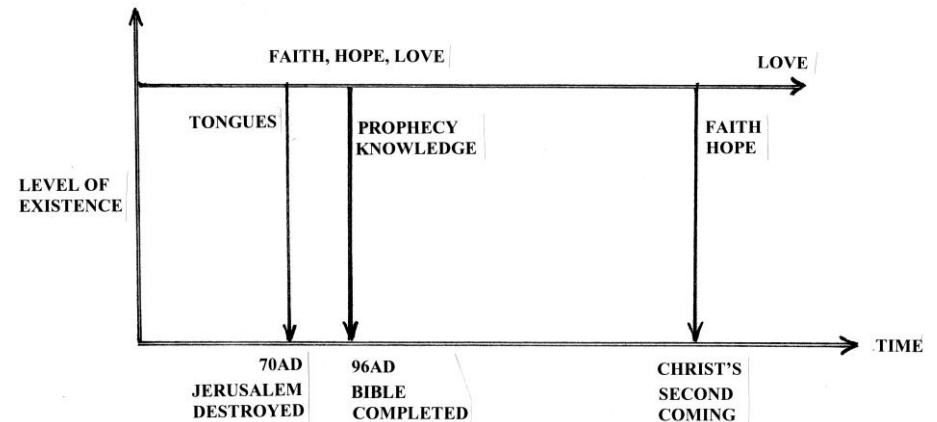 FAITH, HOPE, LOVE
LOVE
TONGUES
PROPHECY
KNOWLEDGE
FAITH
HOPE
LEVEL OF
EXISTENCE
TIME
70AD
JERUSALEM
DESTROYED
96AD
BIBLE
COMPLETED
CHRIST'S
SECOND
COMING